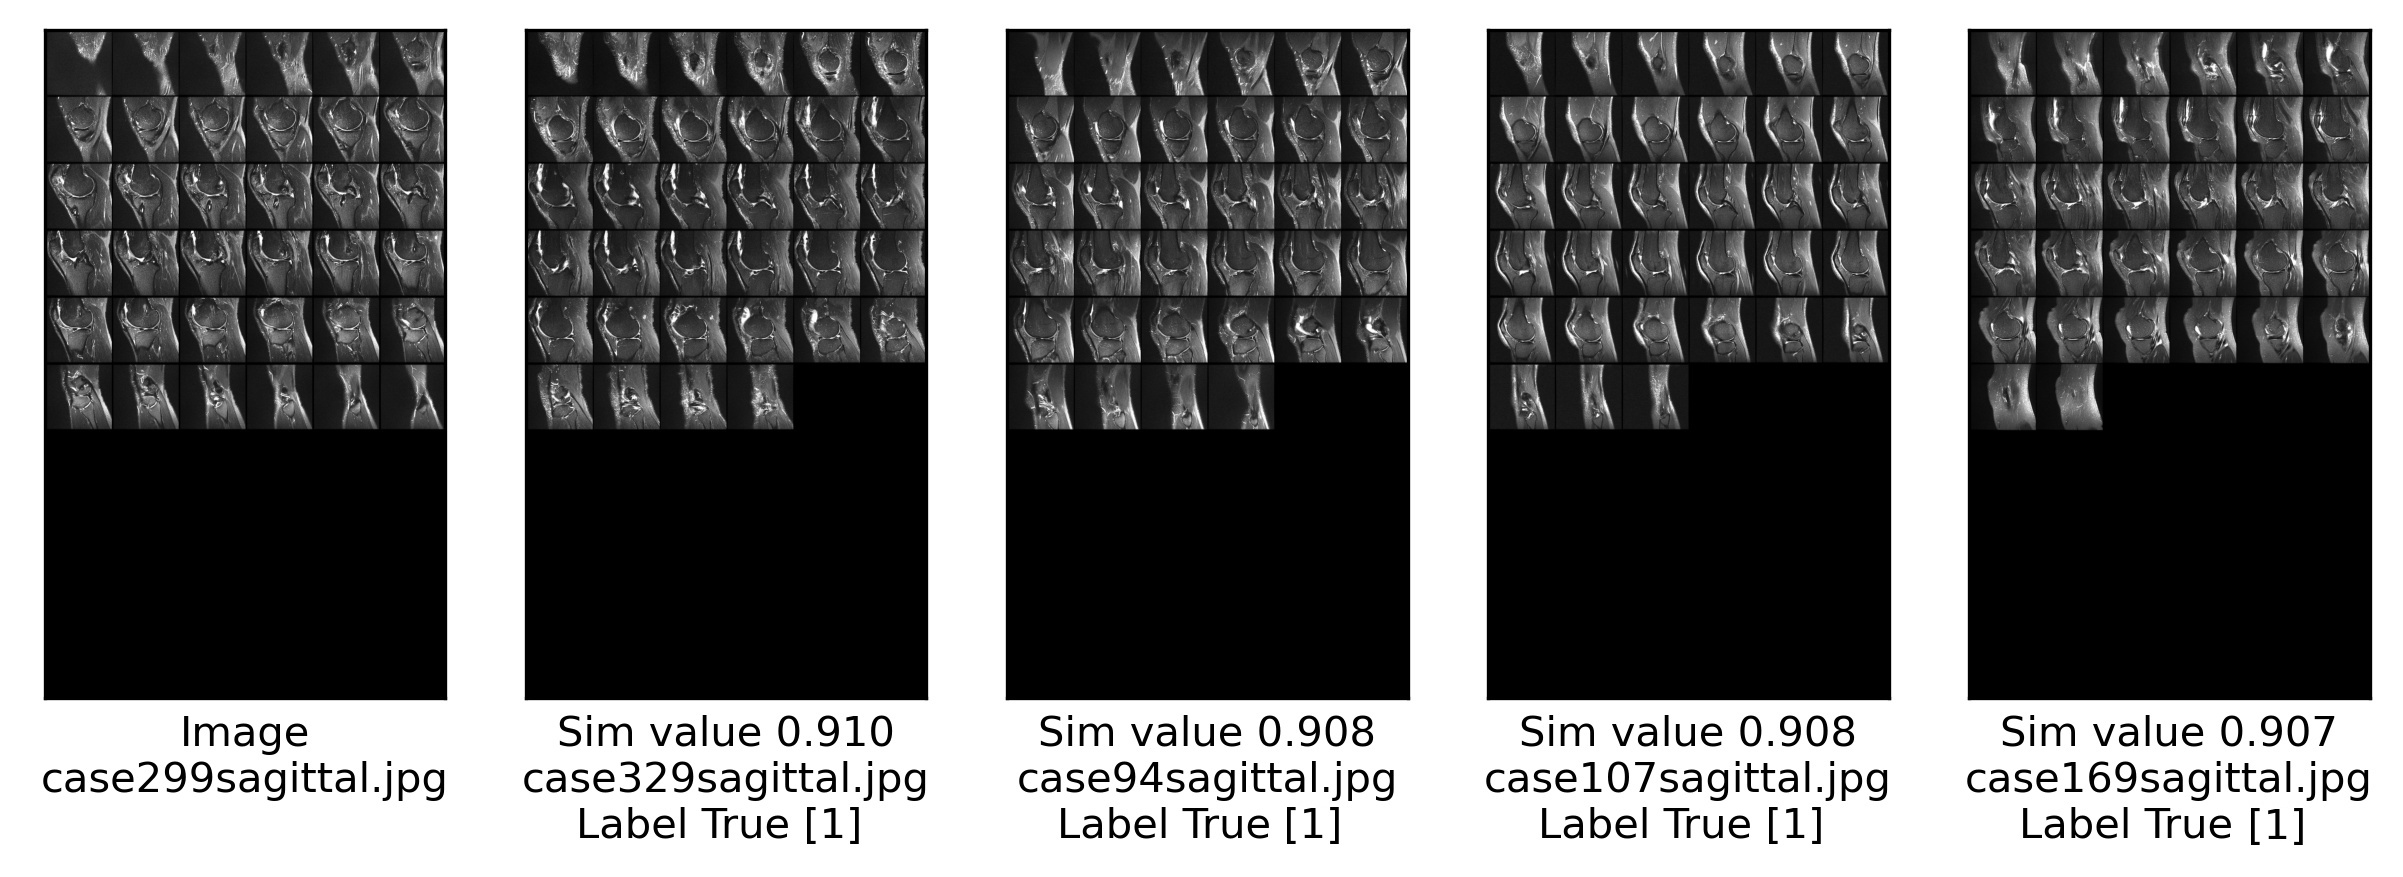 Image
case299sagittal.jpg
Sim value 0.910
case329sagittal.jpg
Label True [1]
Sim value 0.908
case94sagittal.jpg
Label True [1]
Sim value 0.908
case107sagittal.jpg
Label True [1]
Sim value 0.907
case169sagittal.jpg
Label True [1]